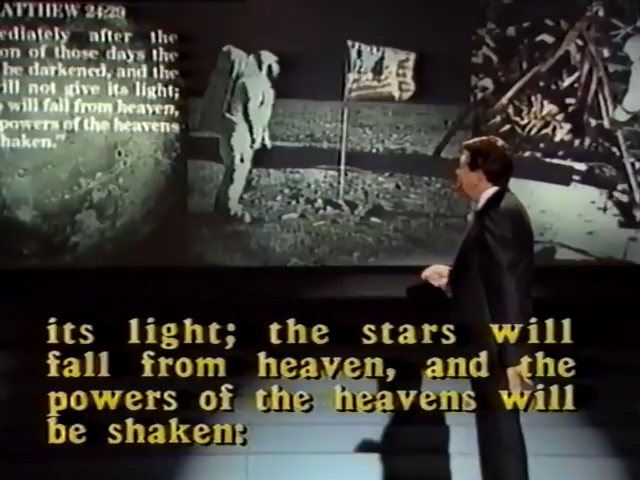 ATTHEW 24:29
ediately after the
on of those days the
be darkened, and the
ill not give its light;
will fall from heaven,
powers of the heavens
haken."
its light; the stars will
fall from heaven, and the
powers of the heavens will
be shaken: